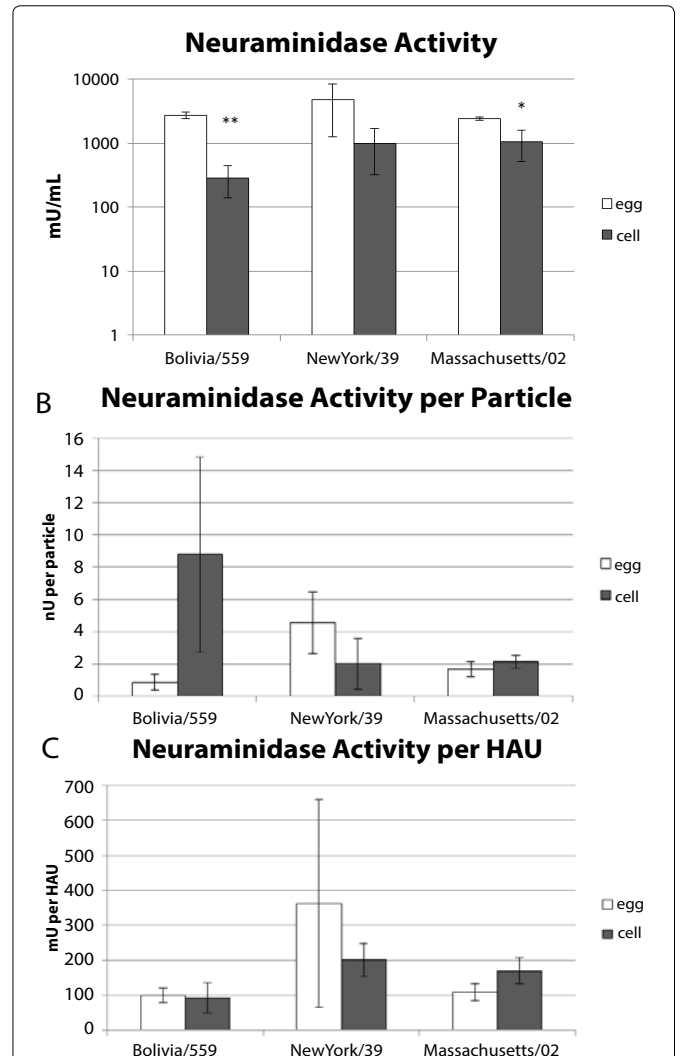 Neuraminidase Activity
10000
1000
100
10
1
mU/mL
**
*
egg
cell
Bolivia/559 NewYork/39 Massachusetts/02
B Neuraminidase Activity per Particle
16
14
12
10
8
6
4
2
0
nU per particle
egg
cell
Bolivia/559 NewYork/39 Massachusetts/02
C Neuraminidase Activity per HAU
700
600
500
400
300
200
100
0
mU per HAU
egg
cell
Bolivia/559 NewYork/39 Massachusetts/02